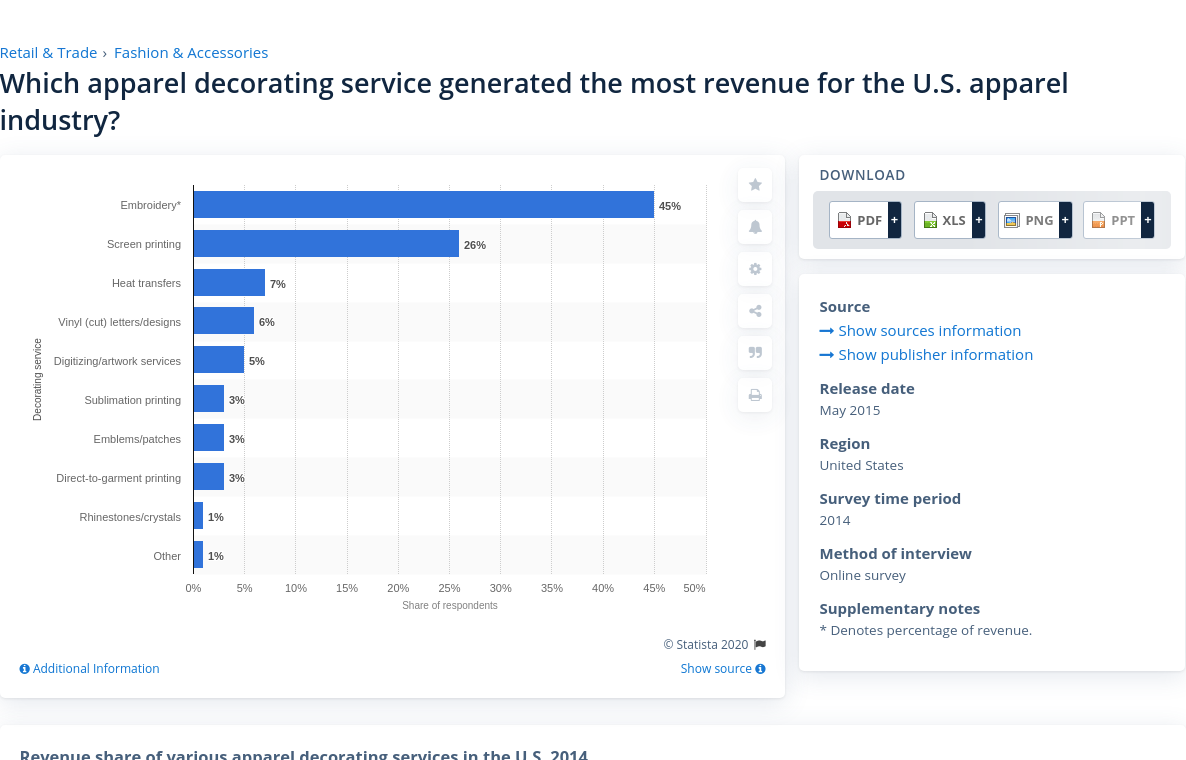 Retail & Trade › Fashion & Accessories
Which apparel decorating service generated the most revenue for the U.S. apparel
industry?
Embroidery*
45%
Screen printing
26%
Heat transfers
7%
Vinyl (cut) letters/designs
6%
Digitizing/artwork services
5%
Sublimation printing
3%
Emblems/patches
3%
Direct-to-garment printing
3%
Rhinestones/crystals
1%
Other
1%
Decorating service
0% 5% 10% 15% 20% 25% 30% 35% 40% 45% 50%
Share of respondents
© Statista 2020
Additional Information
Show source
DOWNLOAD
PDF + XLS + PNG + PPT +
Source
Show sources information
Show publisher information
Release date
May 2015
Region
United States
Survey time period
2014
Method of interview
Online survey
Supplementary notes
* Denotes percentage of revenue.
Revenue share of various apparel decorating services in the U.S. 2014